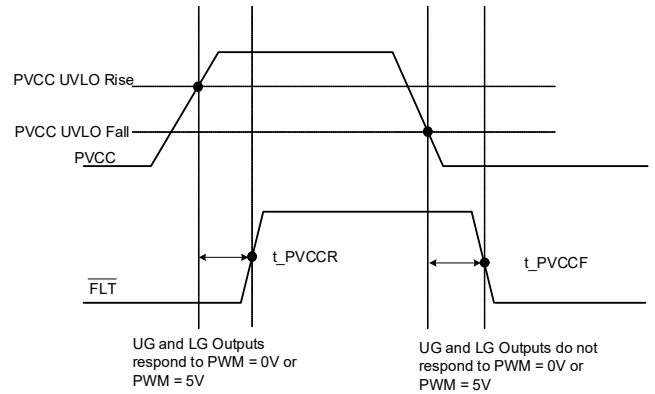 PVCC UVLO Rise
PVCC UVLO Fall
PVCC
t_PVCCR
t_PVCCF
FLT
UG and LG Outputs
respond to PWM = 0V or
PWM = 5V
UG and LG Outputs do not
respond to PWM = 0V or
PWM = 5V